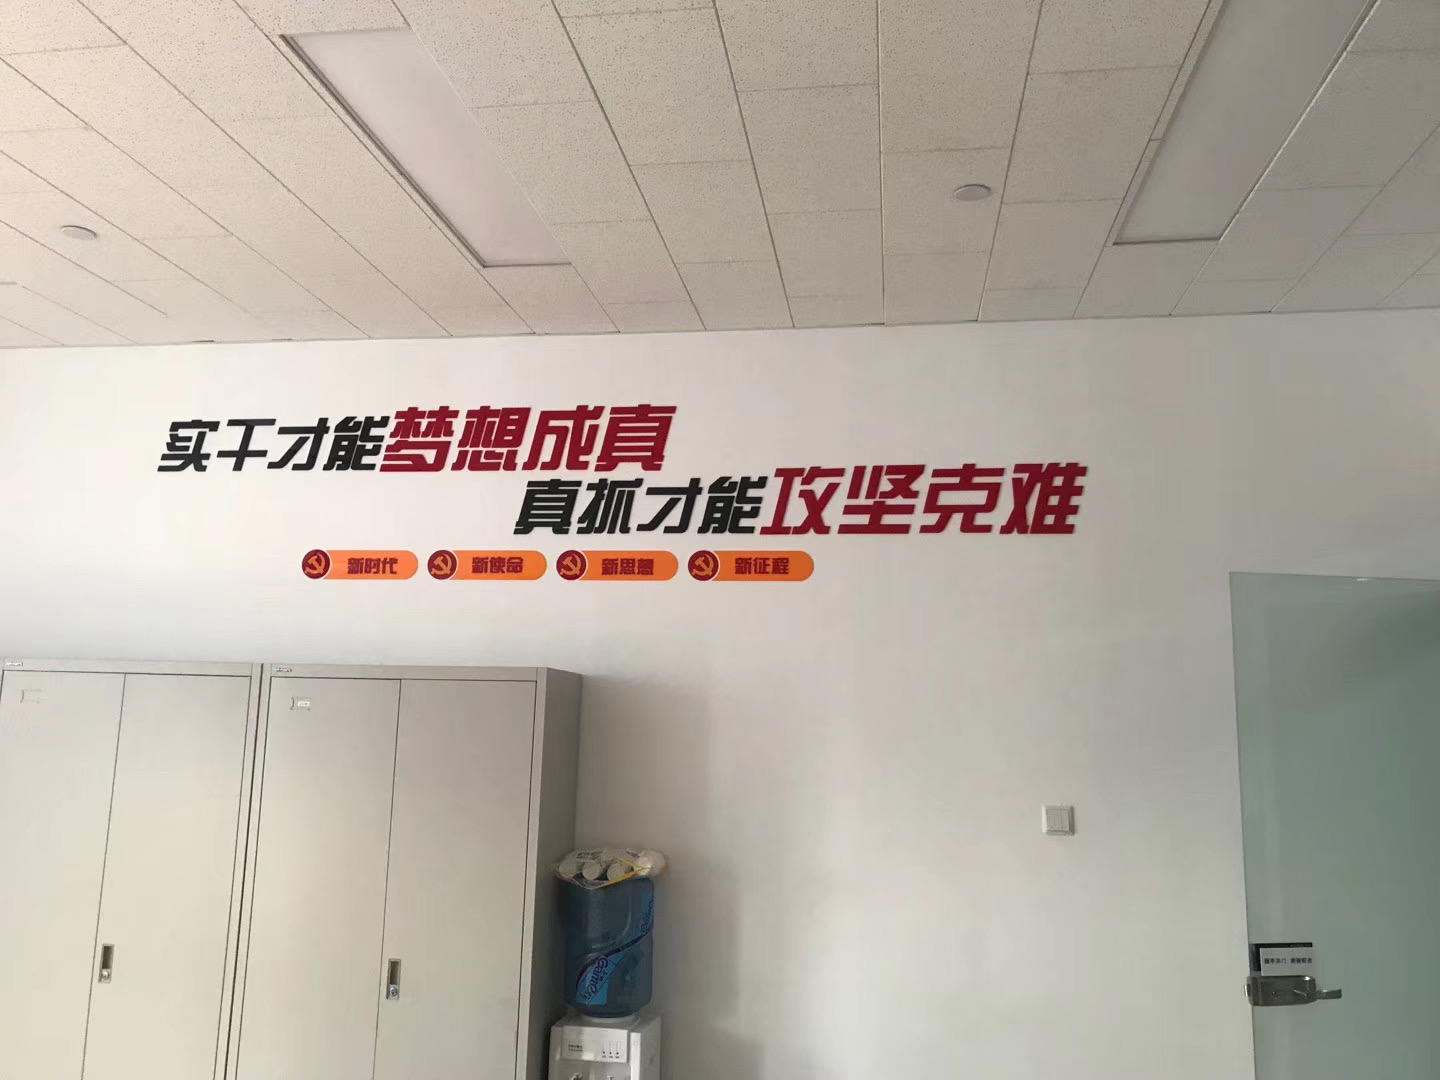 实干才能梦想成真
真抓才能攻坚克难
新时代 新使命 新思想 新征程